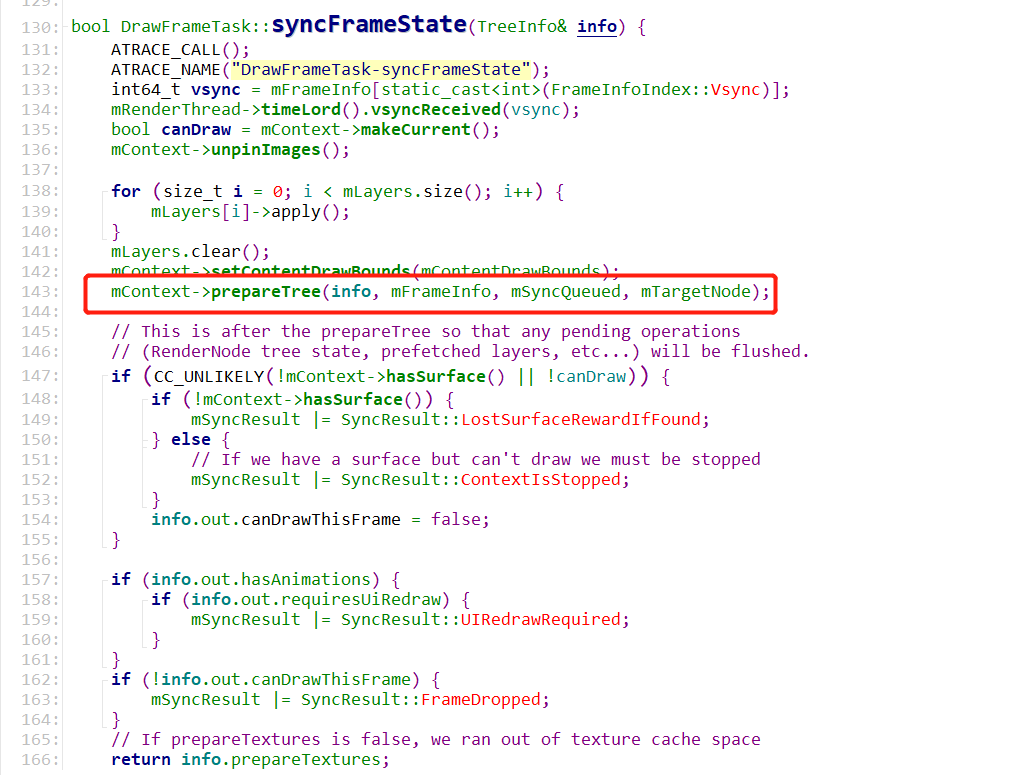 129:
130: bool DrawFrameTask::syncFrameState(TreeInfo& info) {
131:     ATRACE_CALL();
132:     ATRACE_NAME("DrawFrameTask-syncFrameState");
133:     int64_t vsync = mFrameInfo[static_cast<int>(FrameInfoIndex::Vsync)];
134:     mRenderThread->timeLord().vsyncReceived(vsync);
135:     bool canDraw = mContext->makeCurrent();
136:     mContext->unpinImages();
137:
138:     for (size_t i = 0; i < mLayers.size(); i++) {
139:         mLayers[i]->apply();
140:     }
141:     mLayers.clear();
142:     mContext->setContentDrawBounds(mContentDrawBounds);
143:     mContext->prepareTree(info, mFrameInfo, mSyncQueued, mTargetNode);
144:
145:     // This is after the prepareTree so that any pending operations
146:     // (RenderNode tree state, prefetched layers, etc...) will be flushed.
147:     if (CC_UNLIKELY(!mContext->hasSurface() || !canDraw)) {
148:         if (!mContext->hasSurface()) {
149:             mSyncResult |= SyncResult::LostSurfaceRewardIfFound;
150:         } else {
151:             // If we have a surface but can't draw we must be stopped
152:             mSyncResult |= SyncResult::ContextIsStopped;
153:         }
154:         info.out.canDrawThisFrame = false;
155:     }
156:
157:     if (info.out.hasAnimations) {
158:         if (info.out.requiresUiRedraw) {
159:             mSyncResult |= SyncResult::UIRedrawRequired;
160:         }
161:     }
162:     if (!info.out.canDrawThisFrame) {
163:         mSyncResult |= SyncResult::FrameDropped;
164:     }
165:     // If prepareTextures is false, we ran out of texture cache space
166:     return info.prepareTextures;